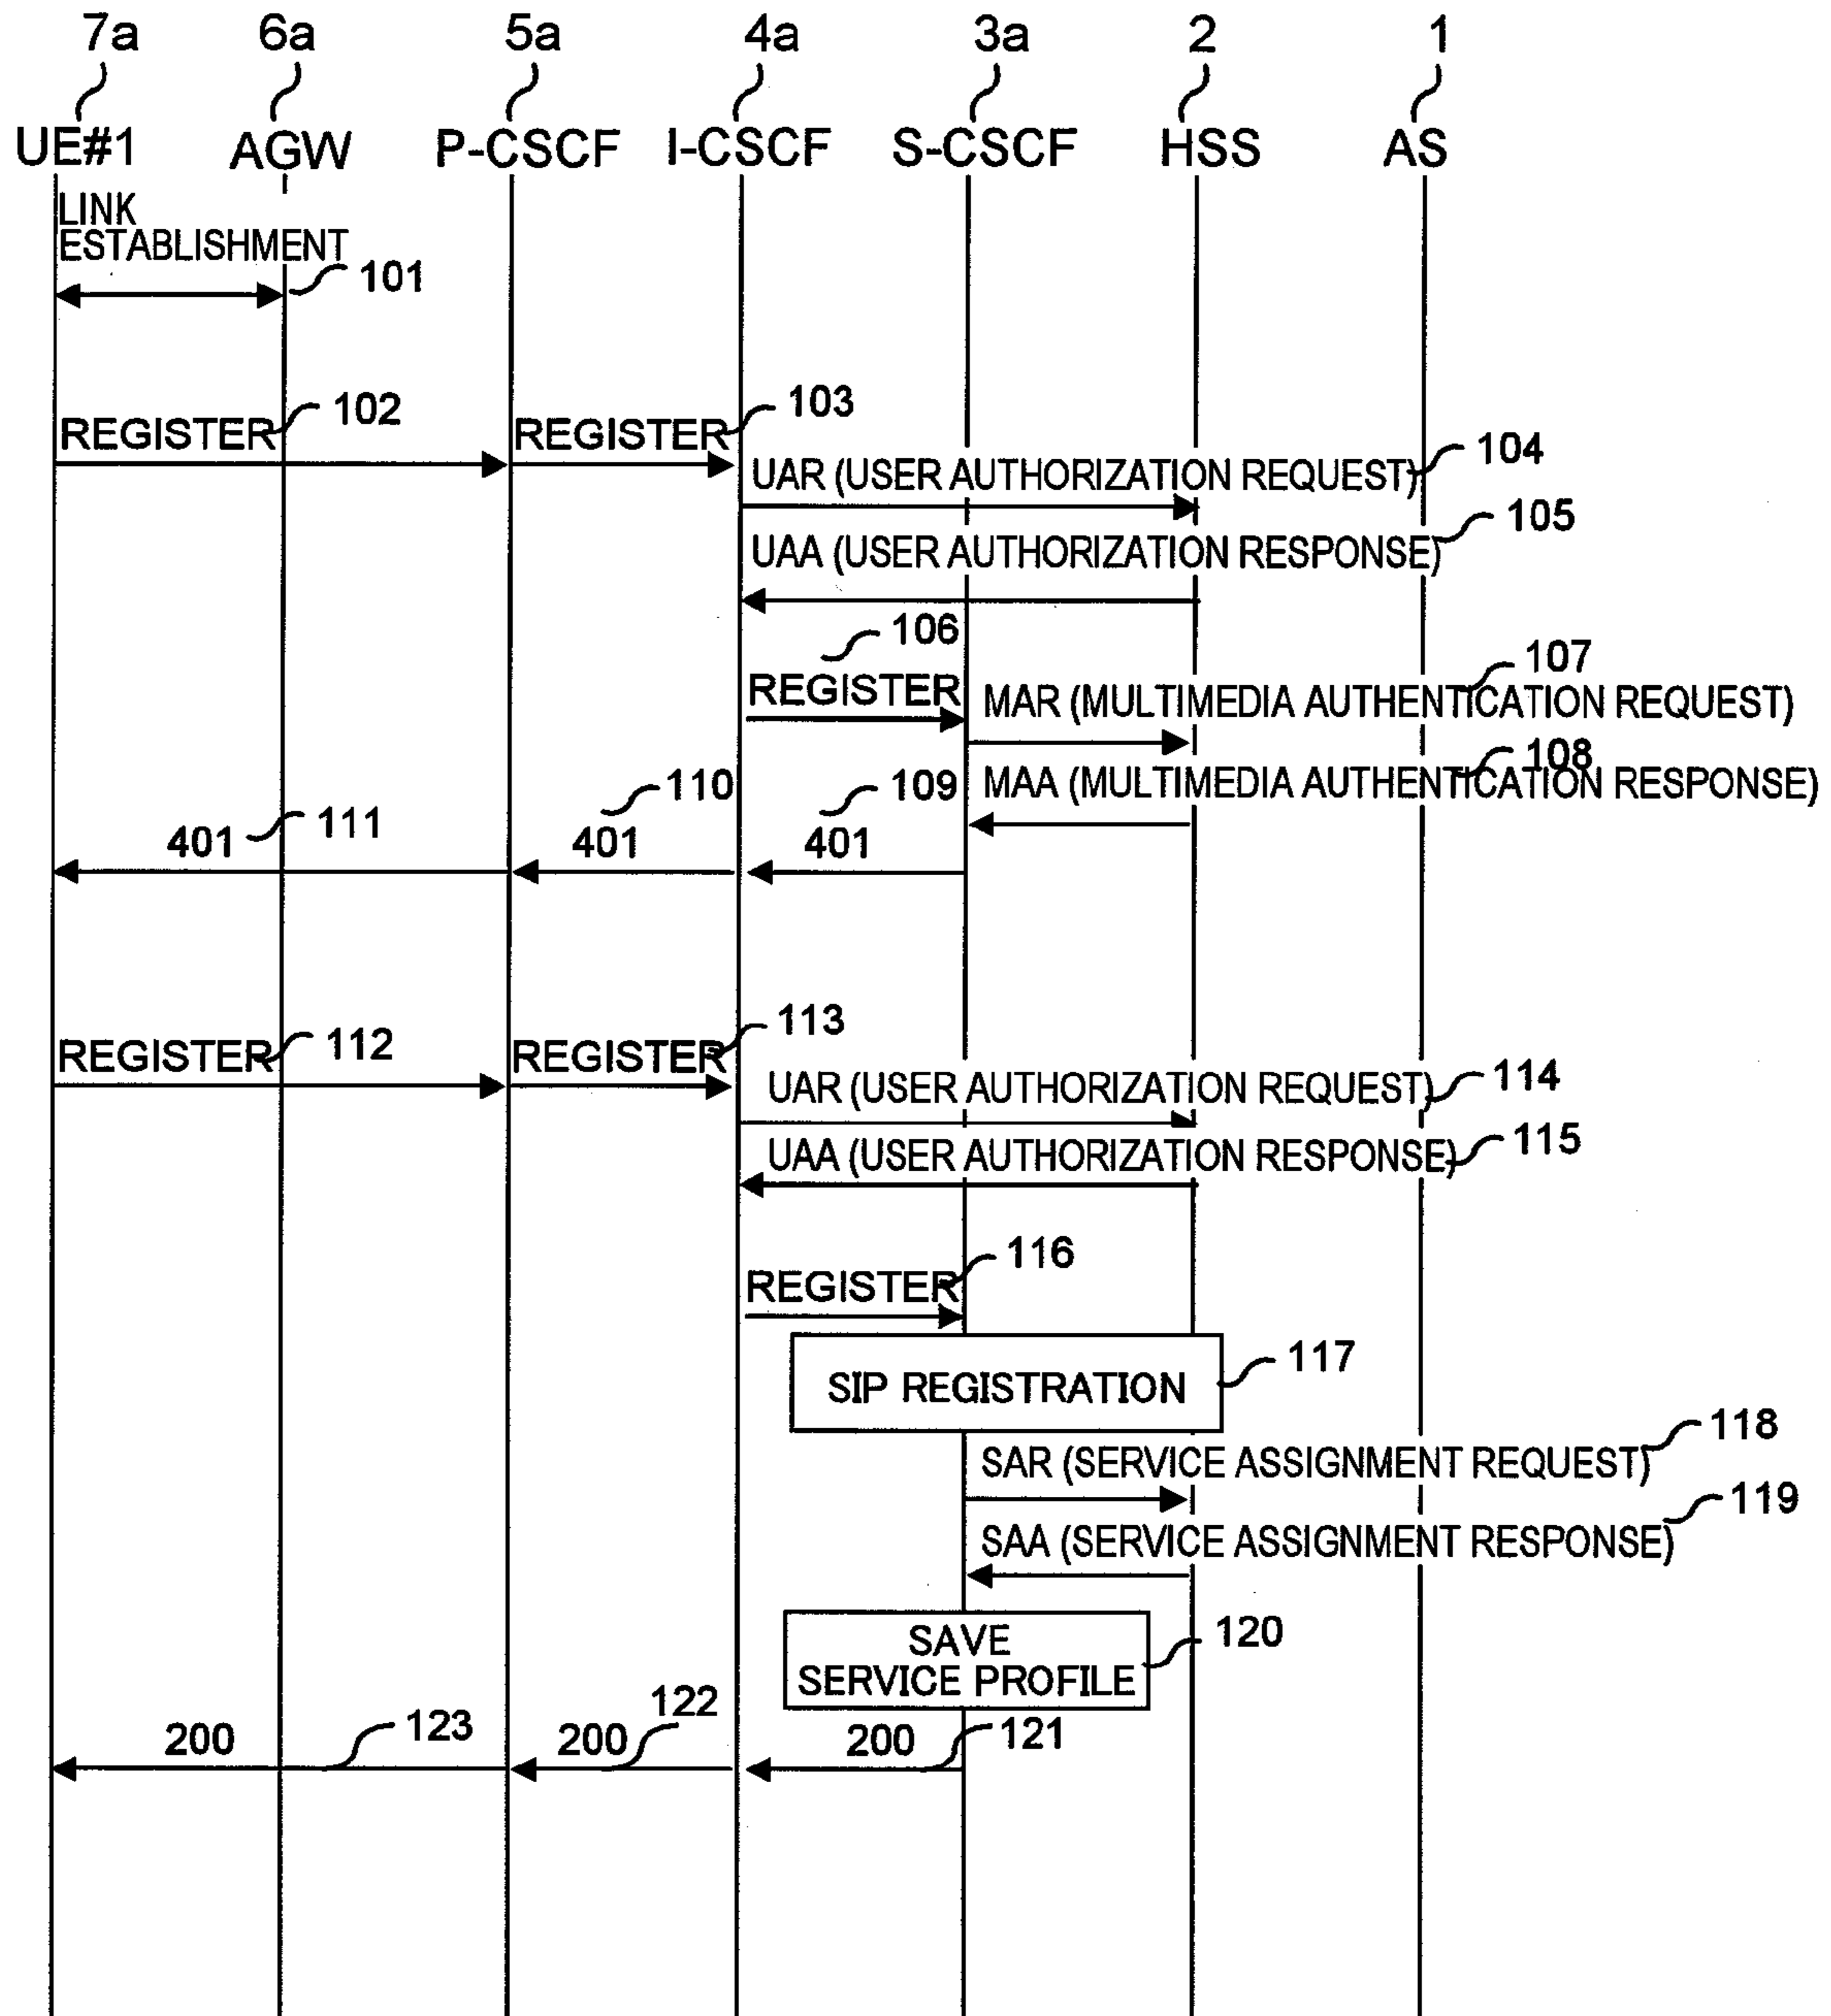 7a 6a 5a 4a 3a 2 1
UE#1 AGW P-CSCF I-CSCF S-CSCF HSS AS
LINK
ESTABLISHMENT
101
REGISTER 102 REGISTER 103
UAR (USER AUTHORIZATION REQUEST) 104
UAA (USER AUTHORIZATION RESPONSE) 105
106
REGISTER
MAR (MULTIMEDIA AUTHENTICATION REQUEST) 107
MAA (MULTIMEDIA AUTHENTICATION RESPONSE) 108
401 111 401 110 401 109
REGISTER 112 REGISTER 113
UAR (USER AUTHORIZATION REQUEST) 114
UAA (USER AUTHORIZATION RESPONSE) 115
REGISTER 116
SIP REGISTRATION 117
SAR (SERVICE ASSIGNMENT REQUEST) 118
SAA (SERVICE ASSIGNMENT RESPONSE) 119
SAVE
SERVICE PROFILE 120
200 123 200 122 200 121